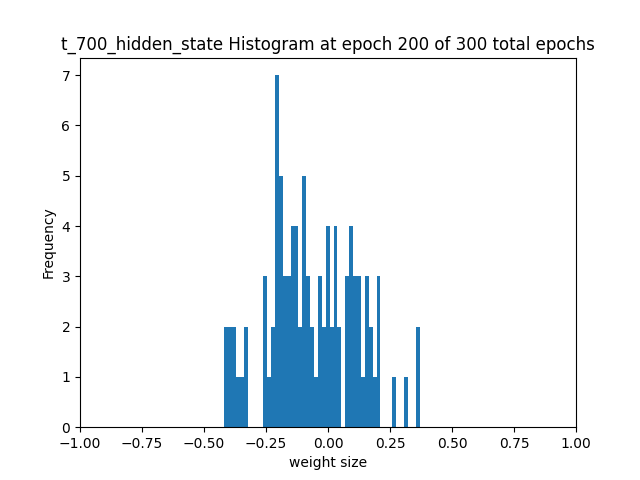 t_700_hidden_state Histogram at epoch 200 of 300 total epochs
7
6
5
4
3
2
1
0
Frequency
−1.00 −0.75 −0.50 −0.25 0.00 0.25 0.50 0.75 1.00
weight size